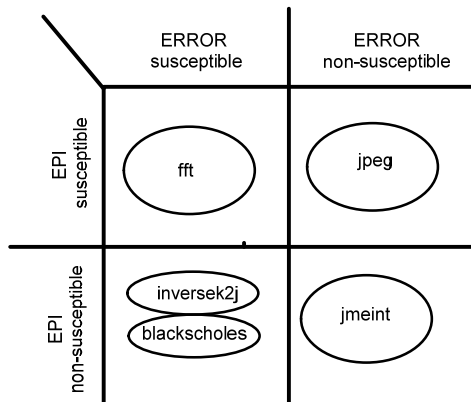 ERROR
susceptible
ERROR
non-susceptible
EPI
susceptible
fft
jpeg
EPI
non-susceptible
inversek2j
blackscholes
jmeint